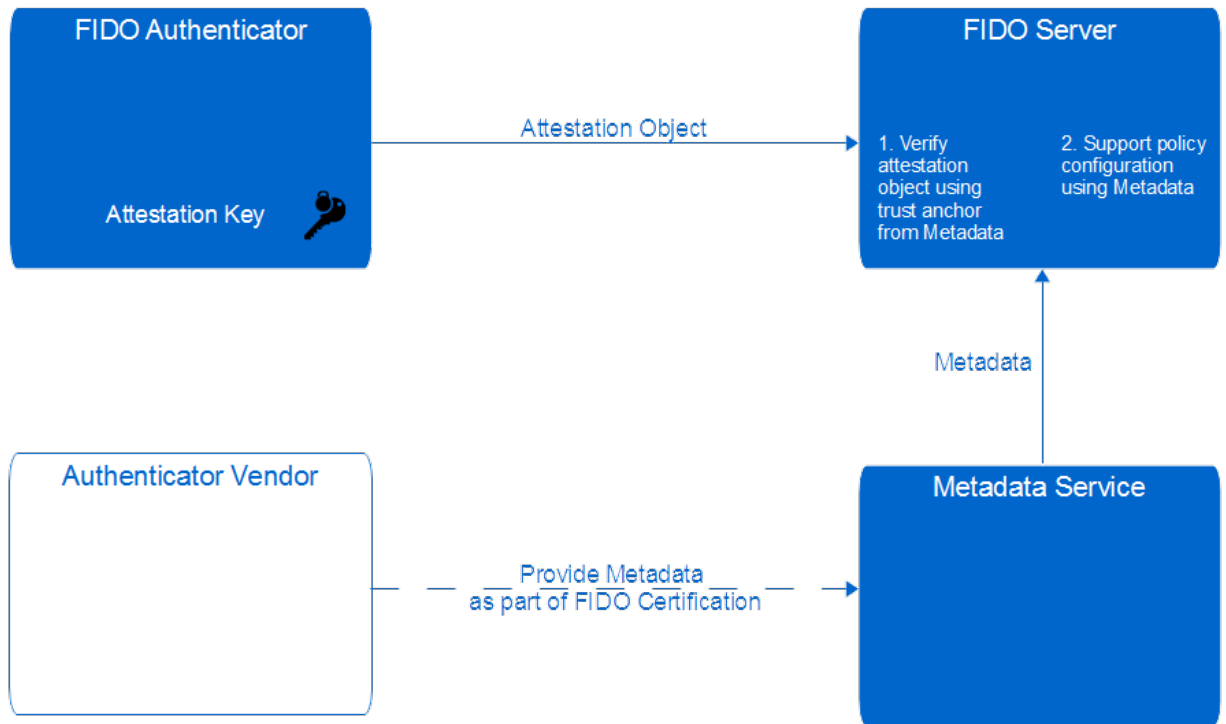 FIDO Authenticator
Attestation Key
Attestation Object
FIDO Server
1. Verify
attestation
object using
trust anchor
from Metadata
2. Support policy
configuration
using Metadata
Metadada
Authenticator Vendor
Provide Metadata
as part of FIDO Certification
Metadata Service